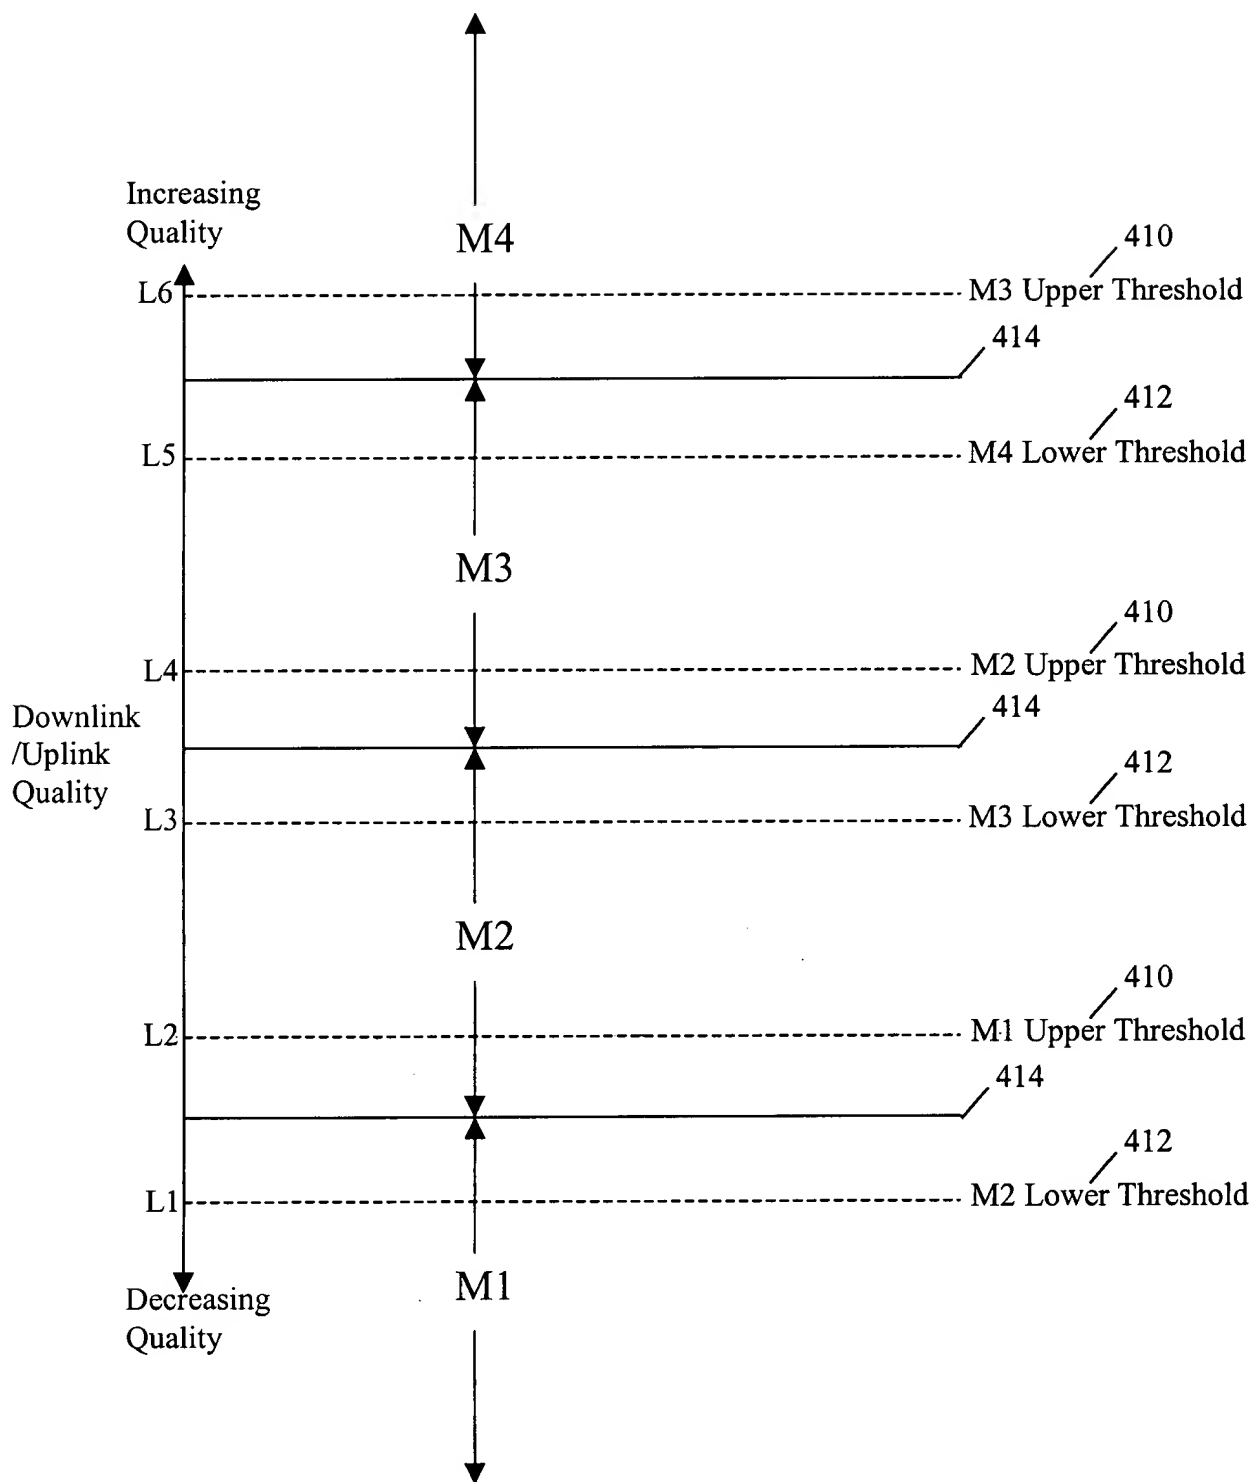 Increasing
Quality
M4
410
L6
M3 Upper Threshold
414
412
L5
M4 Lower Threshold
M3
410
L4
M2 Upper Threshold
414
Downlink
/Uplink
Quality
412
L3
M3 Lower Threshold
M2
410
L2
M1 Upper Threshold
414
412
L1
M2 Lower Threshold
M1
Decreasing
Quality